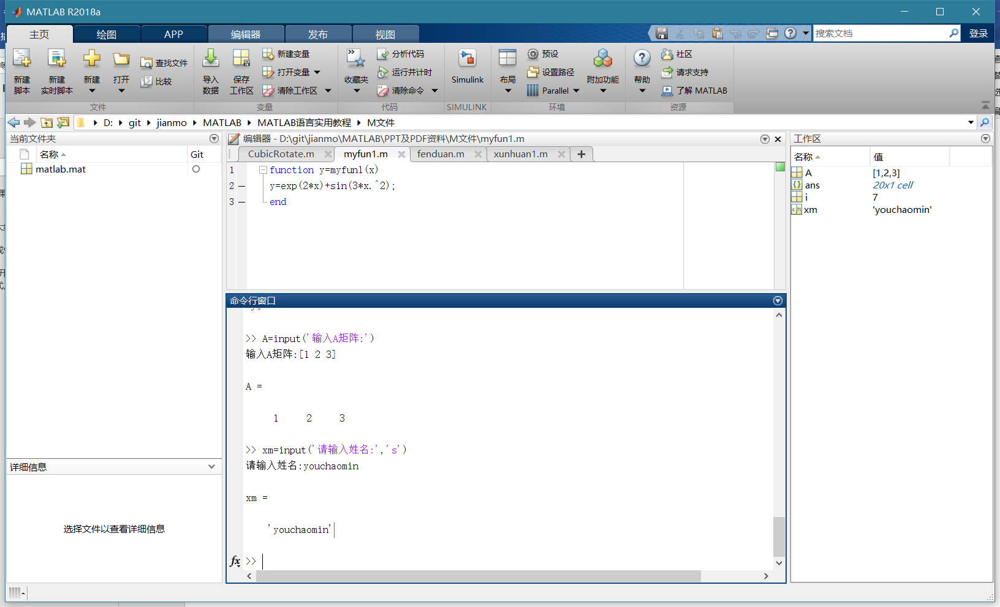 MATLAB R2018a
主页 绘图 APP 编辑器 发布 视图
搜索文档 登录
新建脚本 新建实时脚本 新建 打开 查找文件 比较
导入数据 保存工作区 新建变量 打开变量 清除工作区
收藏夹 分析代码 运行并计时 清除命令
Simulink
布局 预设 设置路径 Parallel 附加功能
帮助 社区 请求支持 了解 MATLAB
文件 变量 代码 SIMULINK 环境 资源
D: git jianmo MATLAB MATLAB语言实用教程 M文件
当前文件夹
名称 Git
matlab.mat
详细信息
选择文件以查看详细信息
编辑器 - D:\git\jianmo\MATLAB\PPT及PDF资料\M文件\myfun1.m
CubicRotate.m myfun1.m fenduan.m xunhuan1.m
1 function y=myfun1(x)
2 y=exp(2*x)+sin(3*x.^2);
3 end
命令行窗口
>> A=input('输入A矩阵:')
输入A矩阵:[1 2 3]
A =
1 2 3
>> xm=input('请输入姓名:','s')
请输入姓名:youchaomin
xm =
'youchaomin'
fx >>
工作区
名称 值
A [1,2,3]
ans 20x1 cell
i 7
xm 'youchaomin'